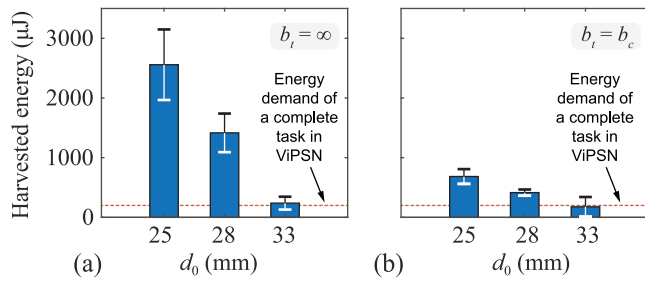 Harvested energy (μJ)
3000
2000
1000
0
b_t = ∞
Energy
demand of
a complete
task in
ViPSN
25 28 33
(a) d_0 (mm)
b_t = b_c
Energy
demand of
a complete
task in
ViPSN
25 28 33
(b) d_0 (mm)